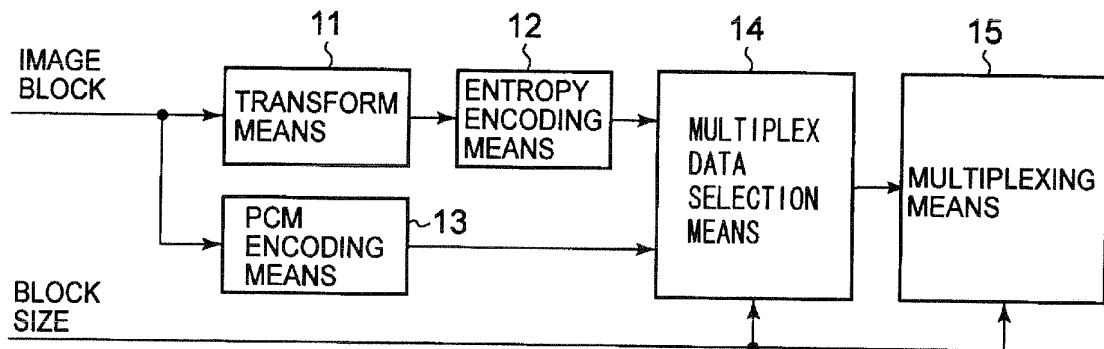 11
12
14
15
IMAGE
BLOCK
TRANSFORM
MEANS
ENTROPY
ENCODING
MEANS
MULTIPLEX
DATA
SELECTION
MEANS
MULTIPLEXING
MEANS
PCM
ENCODING
MEANS
13
BLOCK
SIZE